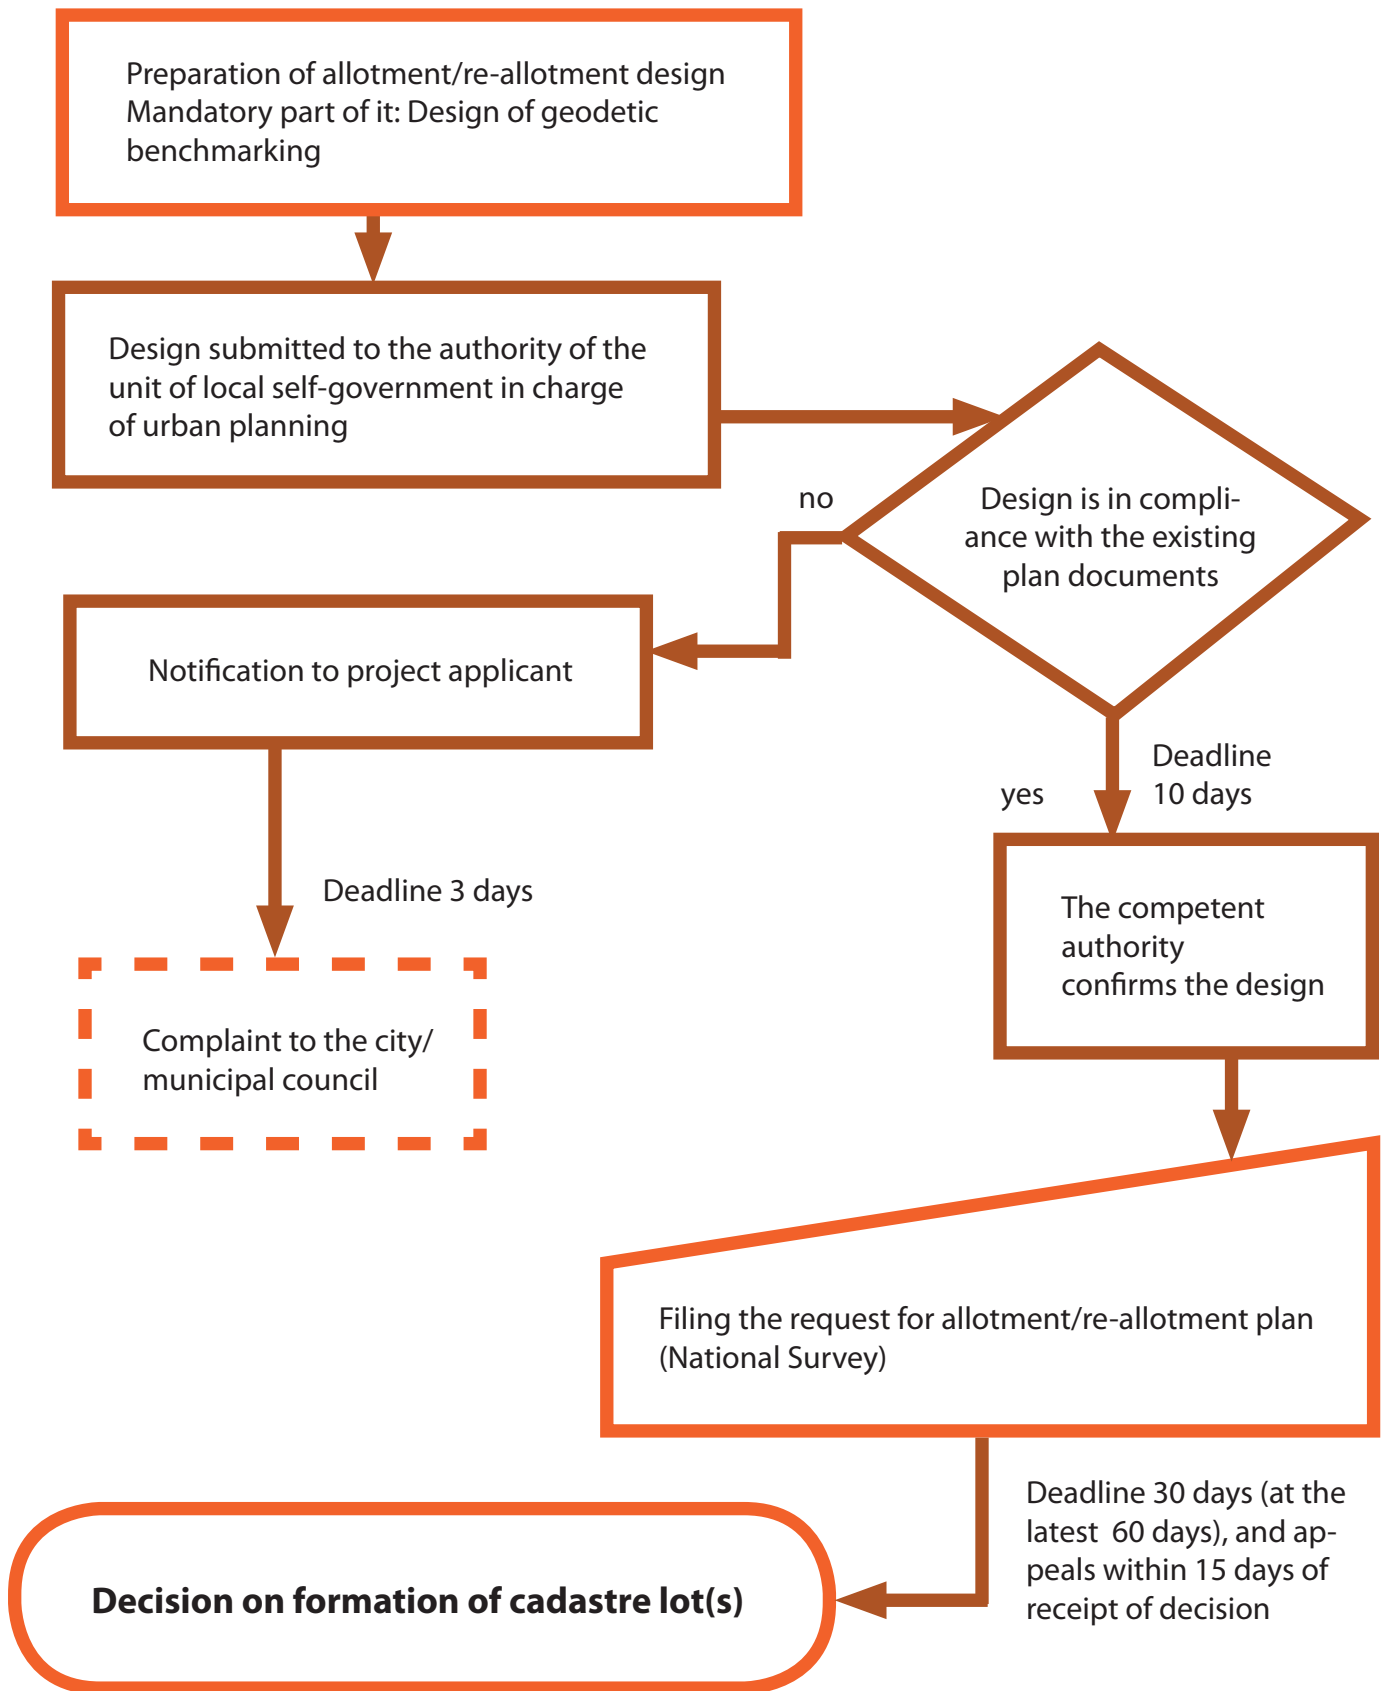 Preparation of allotment/re-allotment design
Mandatory part of it: Design of geodetic
benchmarking
Design submitted to the authority of the
unit of local self-government in charge
of urban planning
no
Design is in compli-
ance with the existing
plan documents
Notification to project applicant
Deadline
10 days
yes
Deadline 3 days
The competent
authority
confirms the design
Complaint to the city/
municipal council
Filing the request for allotment/re-allotment plan
(National Survey)
Deadline 30 days (at the
latest  60 days), and ap-
peals within 15 days of
receipt of decision
Decision on formation of cadastre lot(s)